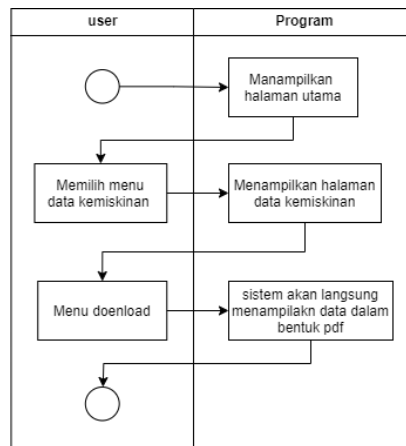 user
Program
Manampilkan
halaman utama
Memilih menu
data kemiskinan
Menampilkan halaman
data kemiskinan
Menu doenload
sistem akan langsung
menampilakn data dalam
bentuk pdf